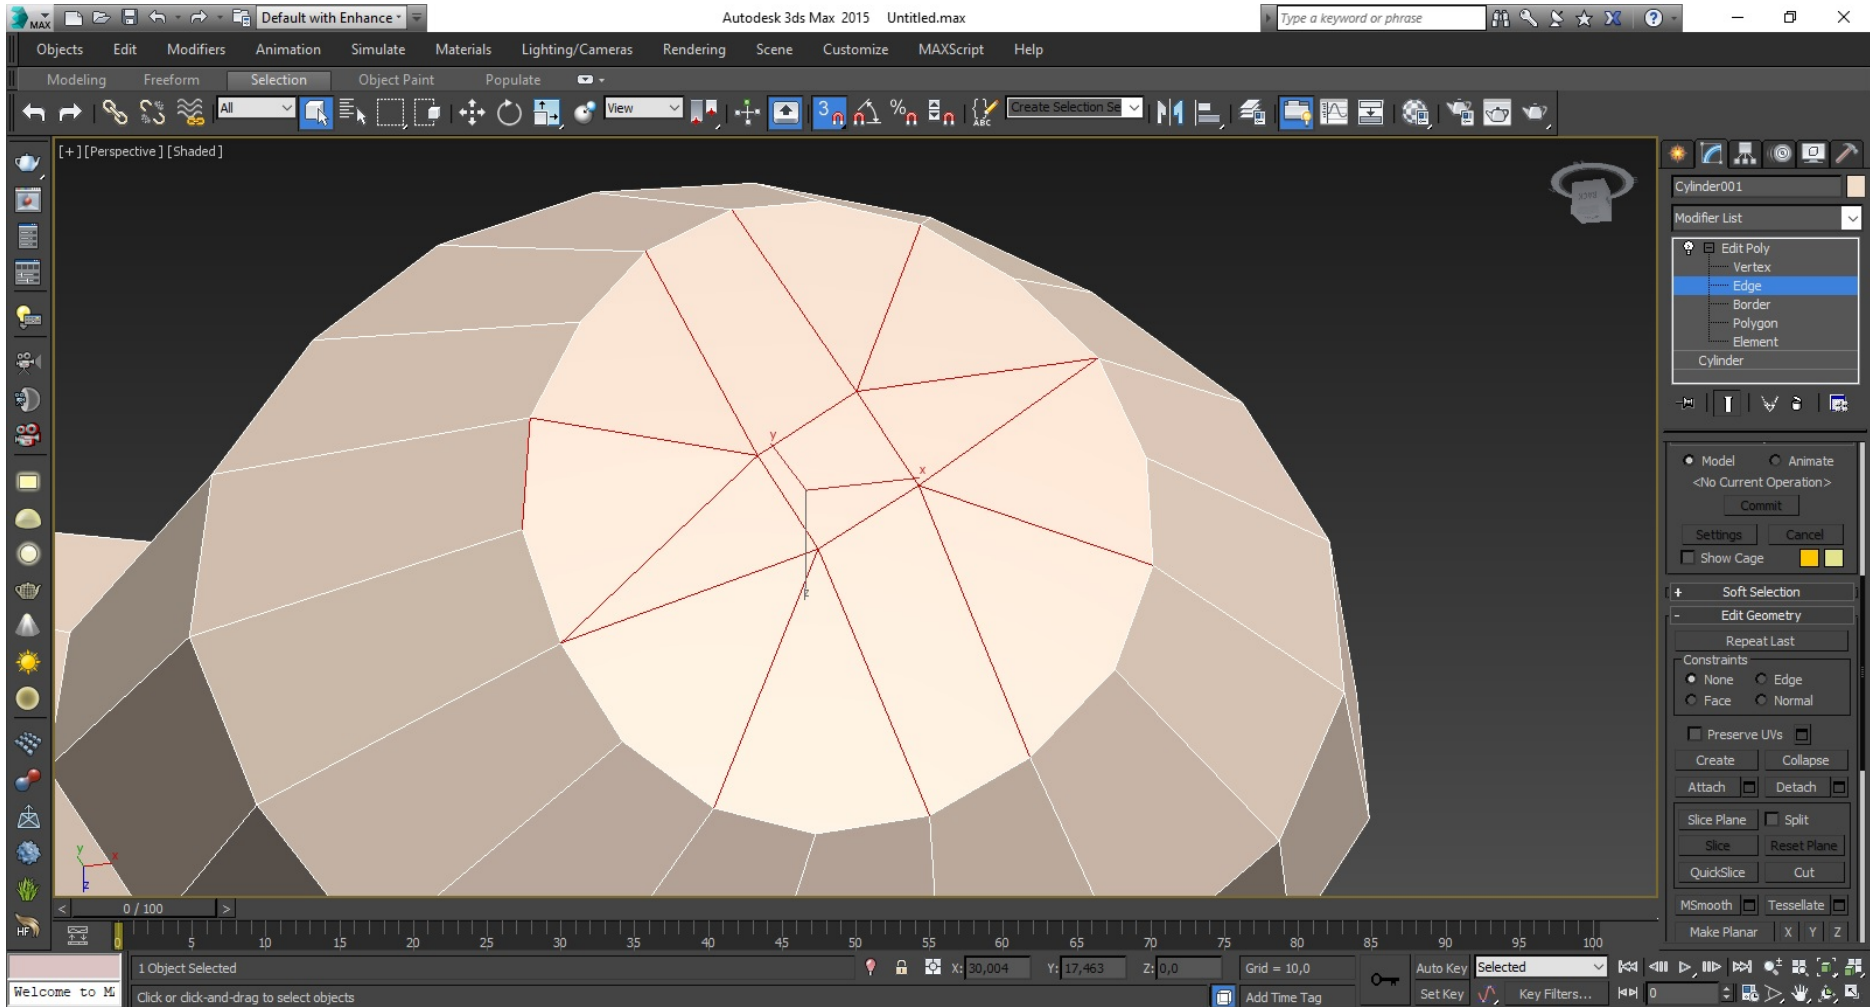 MAX
Default with Enhance
Autodesk 3ds Max 2015 Untitled.max
Type a keyword or phrase
Objects Edit Modifiers Animation Simulate Materials Lighting/Cameras Rendering Scene Customize MAXScript Help
Modeling Freeform Selection Object Paint Populate
All View 3 % ABC Create Selection Se
[+] [Perspective] [Shaded]
Cylinder001
Modifier List
Edit Poly
Vertex
Edge
Border
Polygon
Element
Cylinder
y
x
z
Model Animate
<No Current Operation>
Commit
Settings Cancel
Show Cage
+ Soft Selection
- Edit Geometry
Repeat Last
Constraints
None Edge
Face Normal
Preserve UVs
Create Collapse
Attach Detach
Slice Plane Split
Slice Reset Plane
QuickSlice Cut
MSmooth Tessellate
Make Planar X Y Z
y x
z
< 0 / 100 >
HF
0 5 10 15 20 25 30 35 40 45 50 55 60 65 70 75 80 85 90 95 100
1 Object Selected X: 30,004 Y: 17,463 Z: 0,0 Grid = 10,0 Auto Key Selected
Welcome to M Click or click-and-drag to select objects Add Time Tag Set Key Key Filters... 0